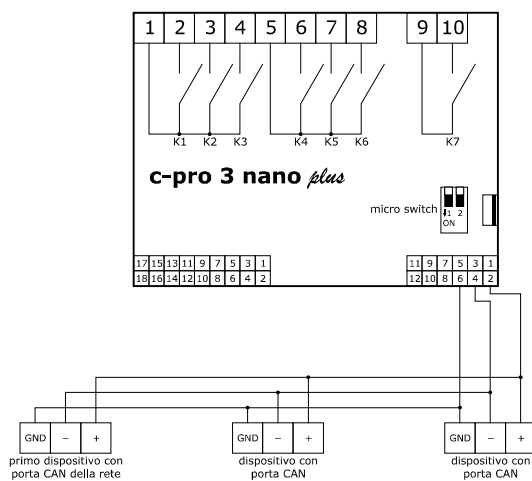 1 2 3 4 5 6 7 8 9 10
K1 K2 K3 K4 K5 K6 K7
c-pro 3 nano plus
micro switch
1 2
ON
17 15 13 11 9 7 5 3 1 11 9 7 5 3 1
18 16 14 12 10 8 6 4 2 12 10 8 6 4 2
GND − + GND − + GND − +
primo dispositivo con
porta CAN della rete
dispositivo con
porta CAN
dispositivo con
porta CAN